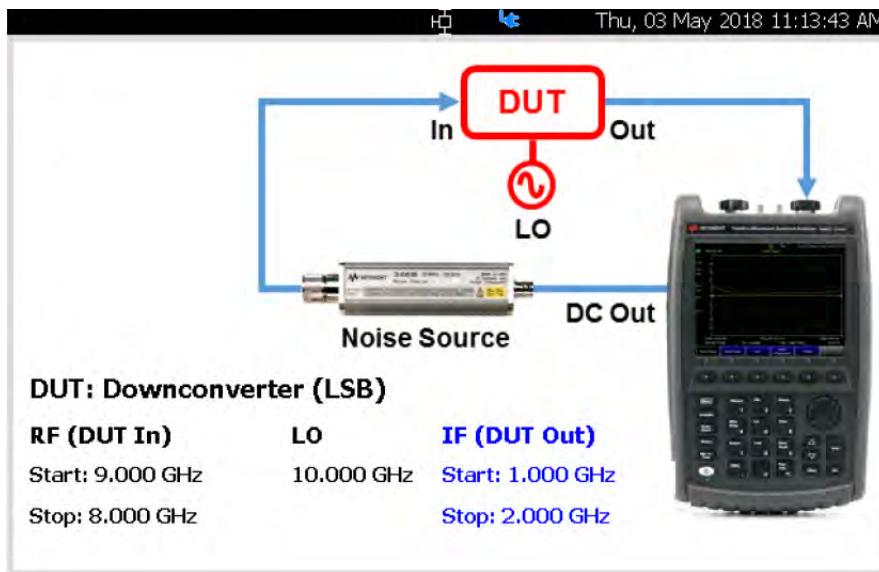 Thu, 03 May 2018 11:13:43 AM
DUT
In
Out
LO
KEYSIGHT
Noise Source
DC Out
DUT: Downconverter (LSB)
RF (DUT In) LO IF (DUT Out)
Start: 9.000 GHz 10.000 GHz Start: 1.000 GHz
Stop: 8.000 GHz Stop: 2.000 GHz